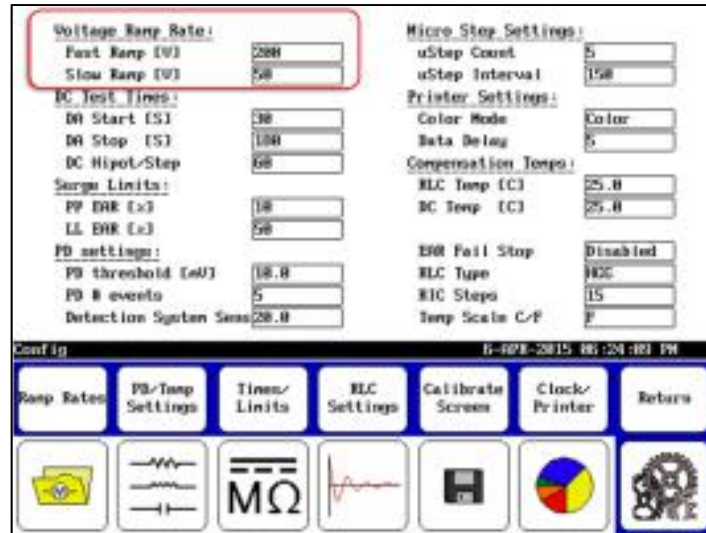 Voltage Ramp Rate:
Fast Ramp [V] 200
Slow Ramp [V] 50
DC Test Times:
DA Start [S] 30
DA Stop [S] 180
DC Hipot/Step 60
Surge Limits:
PP EAR [%] 10
LL EAR [%] 50
PD settings:
PD threshold [mV] 10.0
PD # events 5
Detection System Sens 20.0
Micro Step Settings:
uStep Count 5
uStep Interval 150
Printer Settings:
Color Mode Color
Data Delay 5
Compensation Temps:
RLC Temp [C] 25.0
DC Temp [C] 25.0
EAR Fail Stop Disabled
RLC Type
RIC Steps 15
Temp Scale C/F F
Config 6-APR-2015 06:24:09 PM
Ramp Rates
PD/Temp Settings
Times/ Limits
RLC Settings
Calibrate Screen
Clock/ Printer
Return
M
MΩ